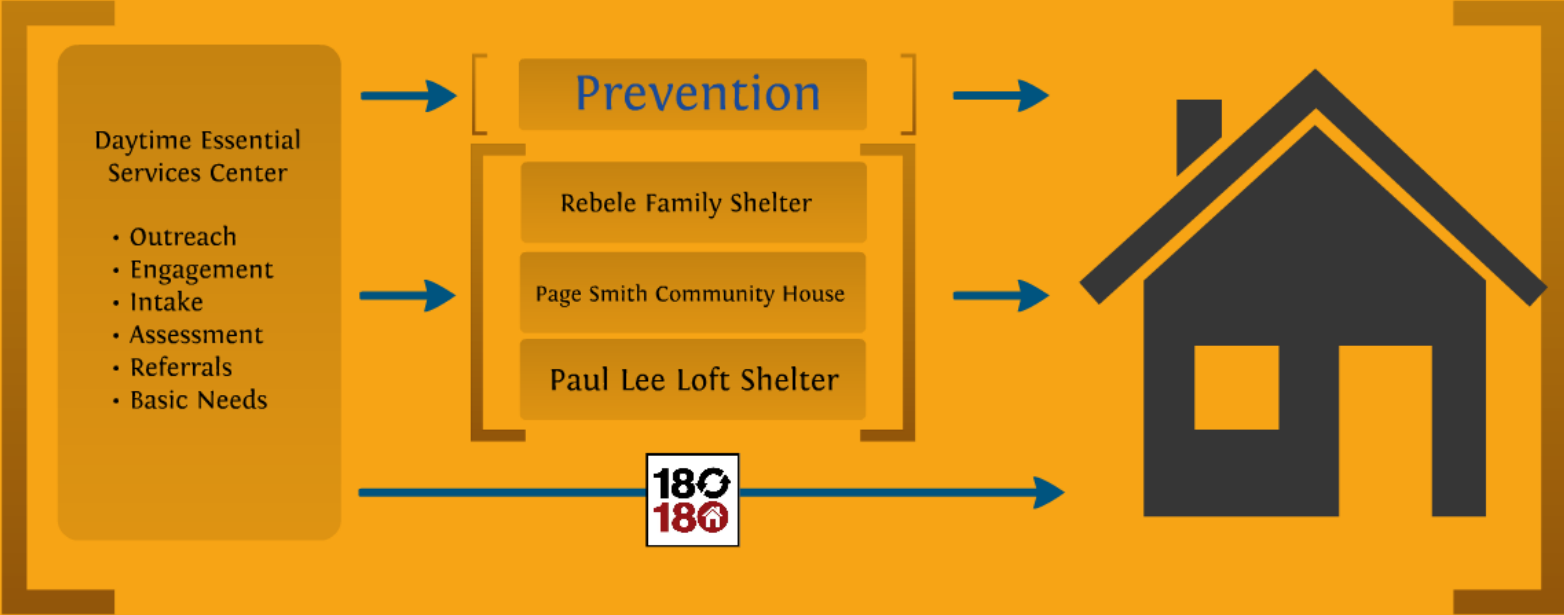 Daytime Essential
Services Center
• Outreach
• Engagement
• Intake
• Assessment
• Referrals
• Basic Needs
Prevention
Rebele Family Shelter
Page Smith Community House
Paul Lee Loft Shelter
180
180